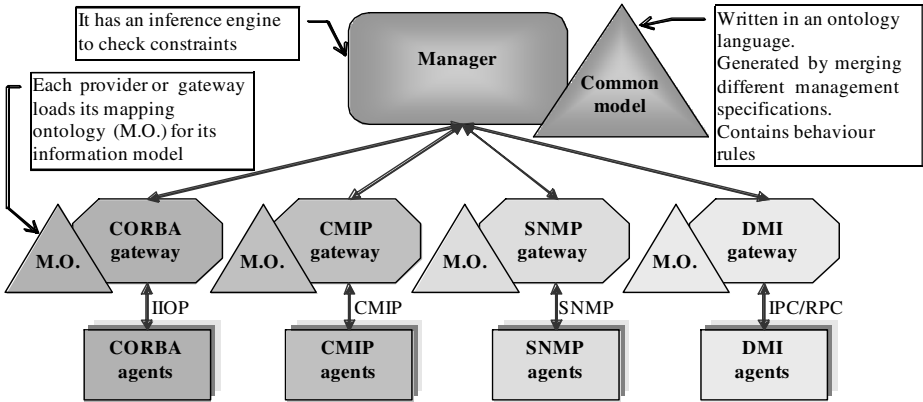 It has an inference engine
to check constraints
Manager
Common
model
Written in an ontology
language.
Generated by merging
different management
specifications.
Contains behaviour
rules
Each provider or gateway
loads its mapping
ontology (M.O.) for its
information model
M.O.
CORBA
gateway
M.O.
CMIP
gateway
M.O.
SNMP
gateway
M.O.
DMI
gateway
IIOP
CMIP
SNMP
IPC/RPC
CORBA
agents
CMIP
agents
SNMP
agents
DMI
agents